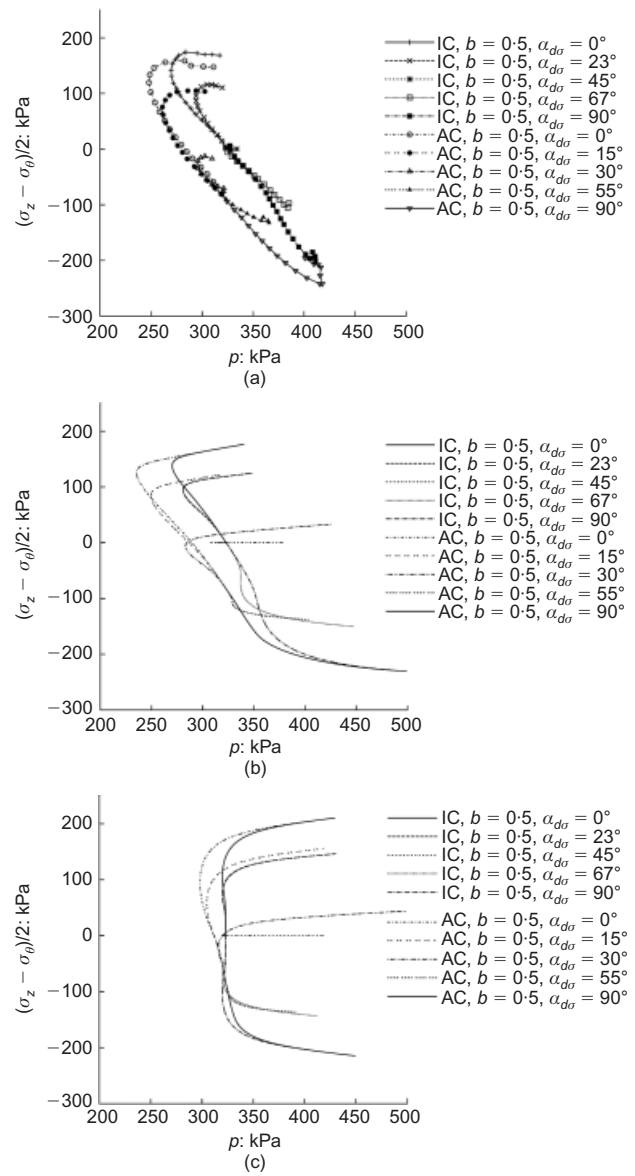 200
100
0
−100
−200
−300
(σz − σθ)/2: kPa
200 250 300 350 400 450 500
p: kPa
(a)
IC, b = 0·5, αdσ = 0°
IC, b = 0·5, αdσ = 23°
IC, b = 0·5, αdσ = 45°
IC, b = 0·5, αdσ = 67°
IC, b = 0·5, αdσ = 90°
AC, b = 0·5, αdσ = 0°
AC, b = 0·5, αdσ = 15°
AC, b = 0·5, αdσ = 30°
AC, b = 0·5, αdσ = 55°
AC, b = 0·5, αdσ = 90°
200
100
0
−100
−200
−300
(σz − σθ)/2: kPa
200 250 300 350 400 450 500
p: kPa
(b)
IC, b = 0·5, αdσ = 0°
IC, b = 0·5, αdσ = 23°
IC, b = 0·5, αdσ = 45°
IC, b = 0·5, αdσ = 67°
IC, b = 0·5, αdσ = 90°
AC, b = 0·5, αdσ = 0°
AC, b = 0·5, αdσ = 15°
AC, b = 0·5, αdσ = 30°
AC, b = 0·5, αdσ = 55°
AC, b = 0·5, αdσ = 90°
200
100
0
−100
−200
−300
(σz − σθ)/2: kPa
200 250 300 350 400 450 500
p: kPa
(c)
IC, b = 0·5, αdσ = 0°
IC, b = 0·5, αdσ = 23°
IC, b = 0·5, αdσ = 45°
IC, b = 0·5, αdσ = 67°
IC, b = 0·5, αdσ = 90°
AC, b = 0·5, αdσ = 0°
AC, b = 0·5, αdσ = 15°
AC, b = 0·5, αdσ = 30°
AC, b = 0·5, αdσ = 55°
AC, b = 0·5, αdσ = 90°